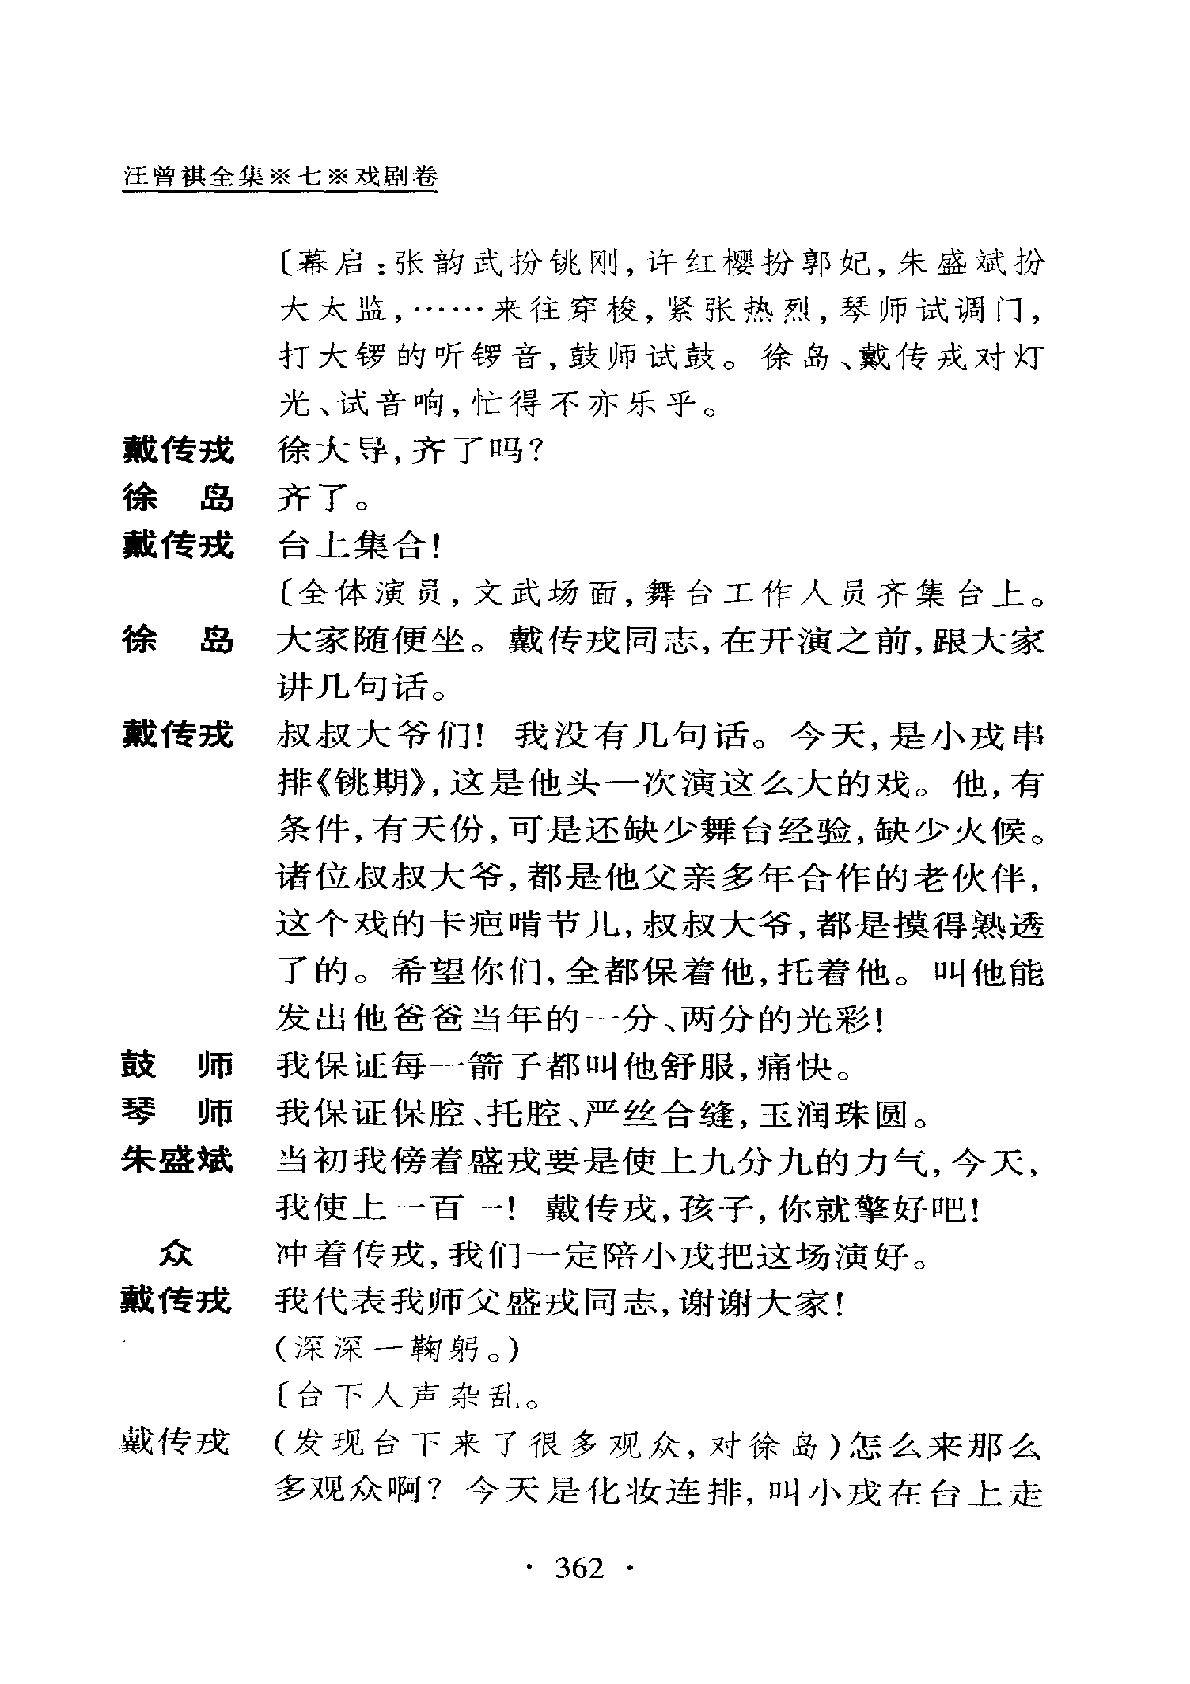 汪曾祺全集※七※戏剧卷
〔幕启:张韵武扮铫刚,许红樱扮郭妃,朱盛斌扮
大太监,……来往穿梭,紧张热烈,琴师试调门,
打大锣的听锣音,鼓师试鼓。徐岛、戴传戎对灯
光、试音响,忙得不亦乐乎。
戴传戎 徐大导,齐了吗?
徐 岛 齐了。
戴传戎 台上集合!
〔全体演员,文武场面,舞台工作人员齐集台上。
徐 岛 大家随便坐。戴传戎同志,在开演之前,跟大家
讲几句话。
戴传戎 叔叔大爷们!我没有几句话。今天,是小戎串
排《铫期》,这是他头一次演这么大的戏。他,有
条件,有天份,可是还缺少舞台经验,缺少火候。
诸位叔叔大爷,都是他父亲多年合作的老伙伴,
这个戏的卡疤啃节儿,叔叔大爷,都是摸得熟透
了的。希望你们,全都保着他,托着他。叫他能
发出他爸爸当年的一分、两分的光彩!
鼓 师 我保证每一箭子都叫他舒服,痛快。
琴 师 我保证保腔、托腔、严丝合缝,玉润珠圆。
朱盛斌 当初我傍着盛戎要是使上九分九的力气,今天,
我使上一百一!戴传戎,孩子,你就擎好吧!
众 冲着传戎,我们一定陪小戎把这场演好。
戴传戎 我代表我师父盛戎同志,谢谢大家!
(深深一鞠躬。)
〔台下人声杂乱。
戴传戎 (发现台下来了很多观众,对徐岛)怎么来那么
多观众啊?今天是化妆连排,叫小戎在台上走
· 362 ·